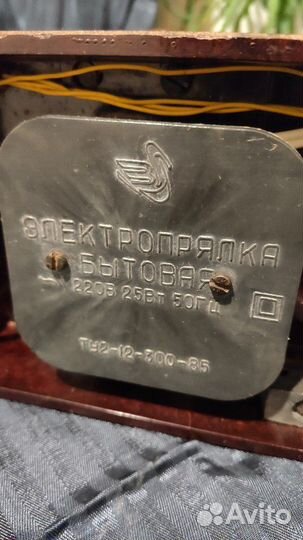 ЭЛЕКТРОПРЯЛКА
БЫТОВАЯ
~ 220В 25Вт 50ГЦ
ТУ2-12-300-85
Avito